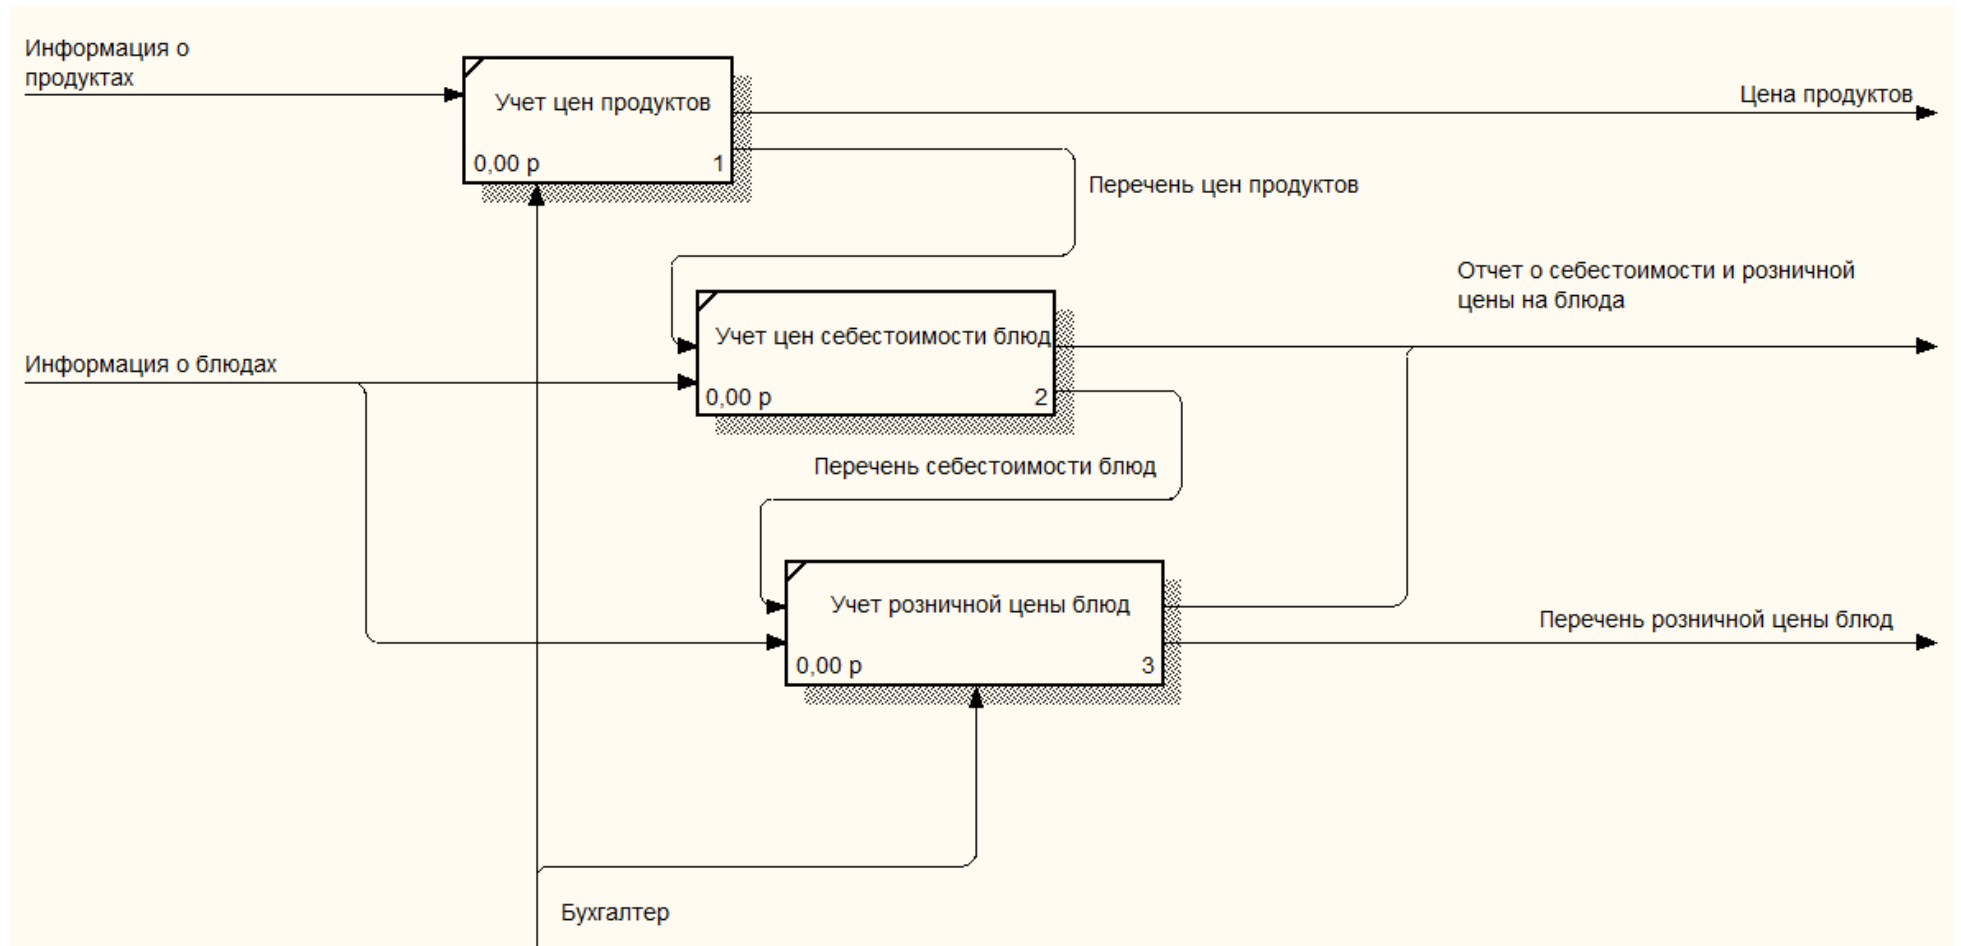 Информация о
продуктах
Учет цен продуктов
0,00 р
1
Цена продуктов
Перечень цен продуктов
Отчет о себестоимости и розничной
цены на блюда
Учет цен себестоимости блюд
0,00 р
2
Информация о блюдах
Перечень себестоимости блюд
Учет розничной цены блюд
0,00 р
3
Перечень розничной цены блюд
Бухгалтер